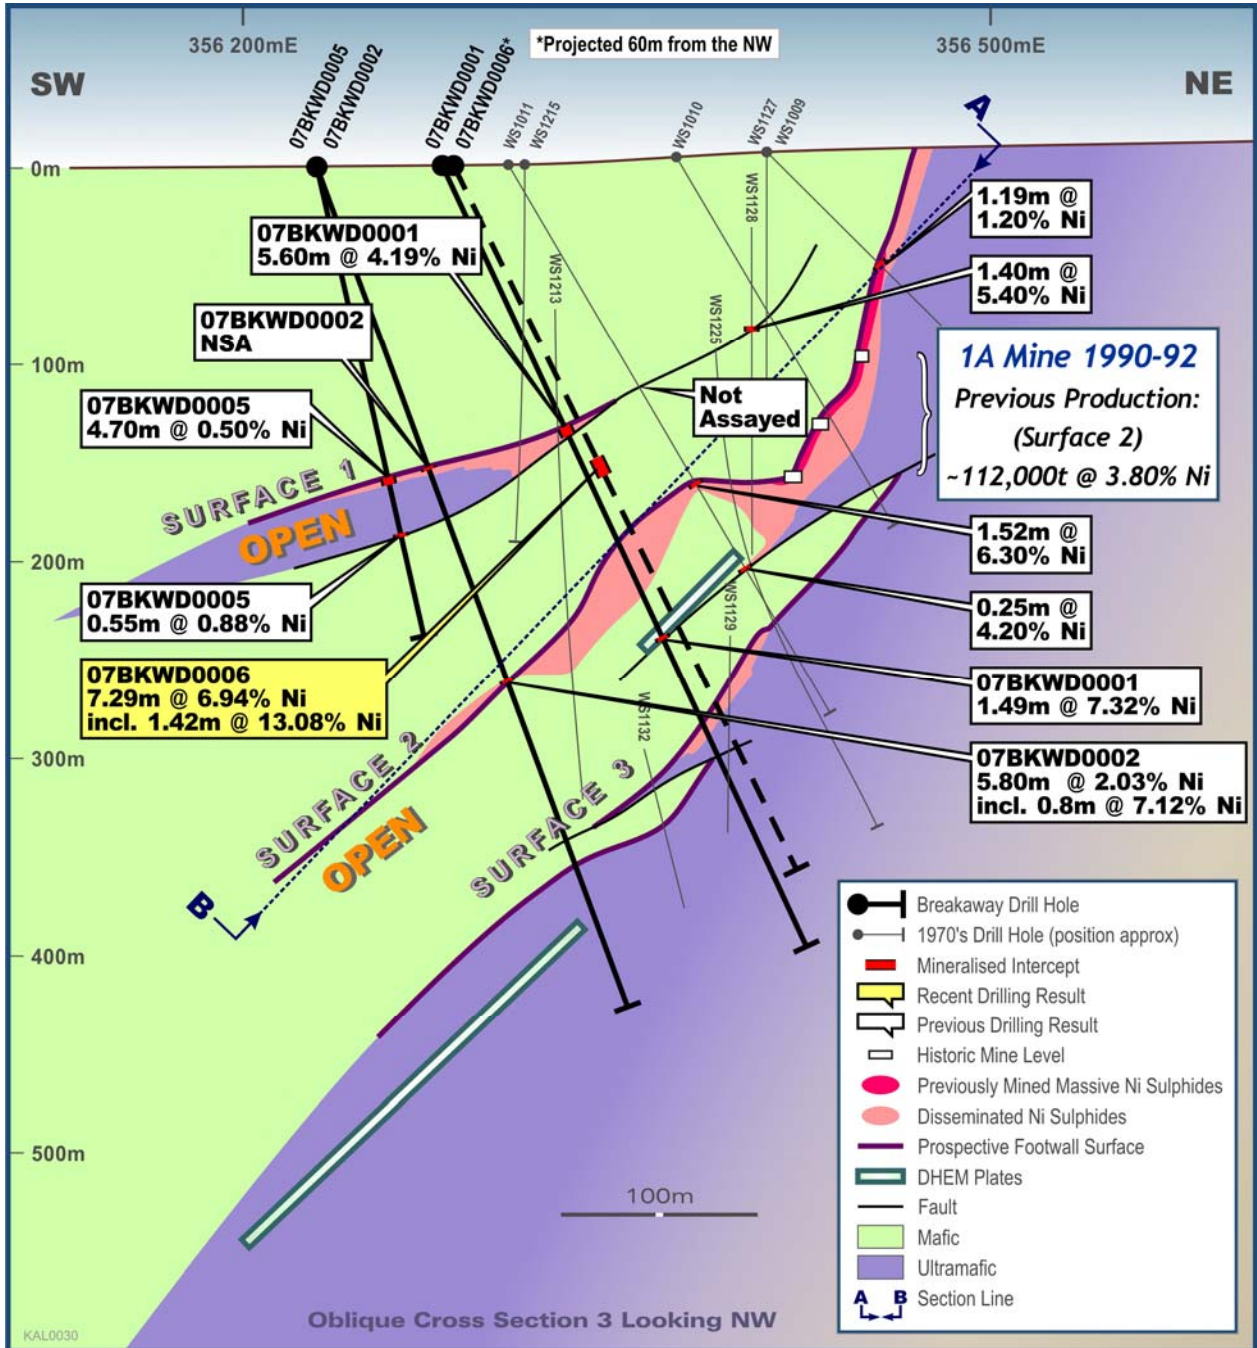 356 200mE
356 500mE
*Projected 60m from the NW
SW
NE
07BKWD0005
07BKWD0002
07BKWD0001
07BKWD0006*
WS1011
WS1215
WS1010
WS1127
WS1009
A
0m
WS1128
WS1213
WS1225
07BKWD0001
5.60m @ 4.19% Ni
1.19m @
1.20% Ni
1.40m @
5.40% Ni
07BKWD0002
NSA
100m
Not
Assayed
1A Mine 1990-92
Previous Production:
(Surface 2)
~112,000t @ 3.80% Ni
07BKWD0005
4.70m @ 0.50% Ni
SURFACE 1
OPEN
200m
1.52m @
6.30% Ni
07BKWD0005
0.55m @ 0.88% Ni
0.25m @
4.20% Ni
WS1129
07BKWD0006
7.29m @ 6.94% Ni
incl. 1.42m @ 13.08% Ni
07BKWD0001
1.49m @ 7.32% Ni
WS1132
300m
07BKWD0002
5.80m @ 2.03% Ni
incl. 0.8m @ 7.12% Ni
SURFACE 2
OPEN
SURFACE 3
B
400m
500m
Breakaway Drill Hole
1970's Drill Hole (position approx)
Mineralised Intercept
Recent Drilling Result
Previous Drilling Result
Historic Mine Level
Previously Mined Massive Ni Sulphides
Disseminated Ni Sulphides
Prospective Footwall Surface
DHEM Plates
Fault
Mafic
Ultramafic
A B Section Line
100m
Oblique Cross Section 3 Looking NW
KAL0030